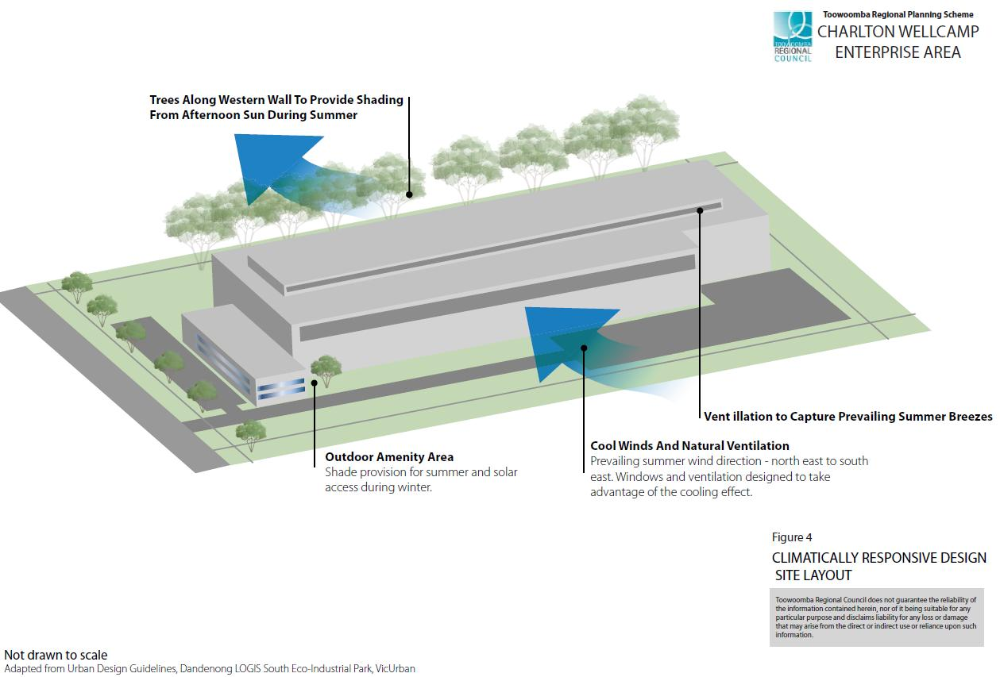 Toowoomba Regional Planning Scheme
CHARLTON WELLCAMP
ENTERPRISE AREA
TOOWOOMBA
REGIONAL
COUNCIL
Trees Along Western Wall To Provide Shading
From Afternoon Sun During Summer
Vent illation to Capture Prevailing Summer Breezes
Cool Winds And Natural Ventilation
Prevailing summer wind direction - north east to south
east. Windows and ventilation designed to take
advantage of the cooling effect.
Outdoor Amenity Area
Shade provision for summer and solar
access during winter.
Figure 4
CLIMATICALLY RESPONSIVE DESIGN
SITE LAYOUT
Toowoomba Regional Council does not guarantee the reliability of
the information contained herein, nor of it being suitable for any
particular purpose and disclaims liability for any loss or damage
that may arise from the direct or indirect use or reliance upon such
information.
Not drawn to scale
Adapted from Urban Design Guidelines, Dandenong LOGIS South Eco-Industrial Park, VicUrban